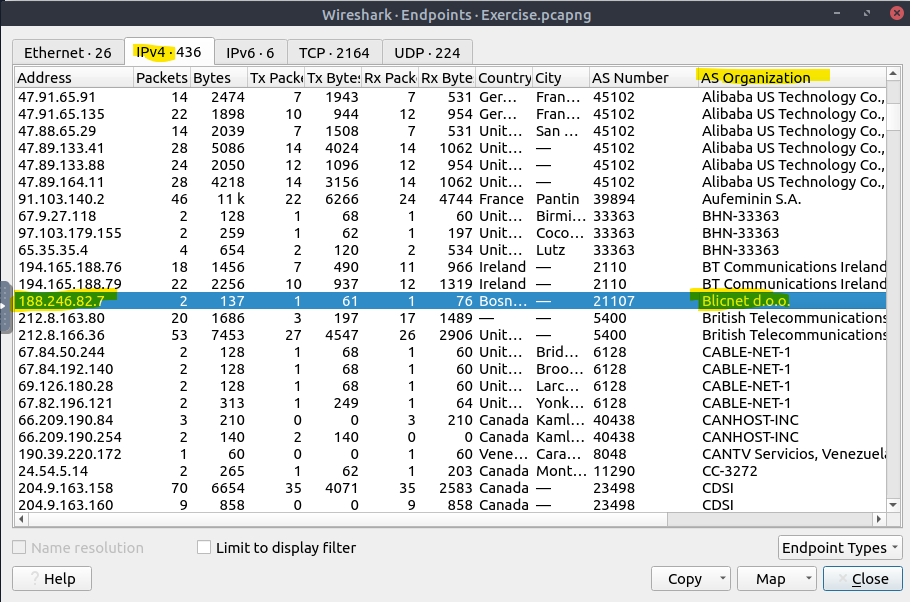 Wireshark · Endpoints · Exercise.pcapng
Ethernet · 26 IPv4 · 436 IPv6 · 6 TCP · 2164 UDP · 224
Address Packets Bytes Tx Packe Tx Bytes Rx Pack Rx Byte Country City AS Number AS Organization
47.91.65.91 14 2474 7 1943 7 531 Ger… Fran… 45102 Alibaba US Technology Co.,
47.91.65.135 22 1898 10 944 12 954 Ger… Fran… 45102 Alibaba US Technology Co.,
47.88.65.29 14 2039 7 1508 7 531 Unit… San … 45102 Alibaba US Technology Co.,
47.89.133.41 28 5086 14 4024 14 1062 Unit… — 45102 Alibaba US Technology Co.,
47.89.133.88 24 2050 12 1096 12 954 Unit… — 45102 Alibaba US Technology Co.,
47.89.164.11 28 4218 14 3156 14 1062 Unit… — 45102 Alibaba US Technology Co.,
91.103.140.2 46 11 k 22 6266 24 4744 France Pantin 39894 Aufeminin S.A.
67.9.27.118 2 128 1 68 1 60 Unit… Birmi… 33363 BHN-33363
97.103.179.155 2 259 1 62 1 197 Unit… Coco… 33363 BHN-33363
65.35.35.4 4 654 2 120 2 534 Unit… Lutz 33363 BHN-33363
194.165.188.76 18 1456 7 490 11 966 Ireland — 2110 BT Communications Ireland
194.165.188.79 22 2256 10 937 12 1319 Ireland — 2110 BT Communications Ireland
188.246.82.7 2 137 1 61 1 76 Bosn… — 21107 Blicnet d.o.o.
212.8.163.80 20 1686 3 197 17 1489 — — 5400 British Telecommunications
212.8.166.36 53 7453 27 4547 26 2906 Unit… — 5400 British Telecommunications
67.84.50.244 2 128 1 68 1 60 Unit… Brid… 6128 CABLE-NET-1
67.84.192.140 2 128 1 68 1 60 Unit… Broo… 6128 CABLE-NET-1
69.126.180.28 2 128 1 68 1 60 Unit… Larc… 6128 CABLE-NET-1
67.82.196.121 2 313 1 249 1 64 Unit… Yonk… 6128 CABLE-NET-1
66.209.190.84 3 210 0 0 3 210 Canada Kaml… 40438 CANHOST-INC
66.209.190.254 2 140 2 140 0 0 Canada Kaml… 40438 CANHOST-INC
190.39.220.172 1 60 0 0 1 60 Vene… Cara… 8048 CANTV Servicios, Venezuela
24.54.5.14 2 265 1 62 1 203 Canada Mont… 11290 CC-3272
204.9.163.158 70 6654 35 4071 35 2583 Canada — 23498 CDSI
204.9.163.160 9 858 0 0 9 858 Canada — 23498 CDSI
Name resolution Limit to display filter Endpoint Types
? Help Copy Map Close